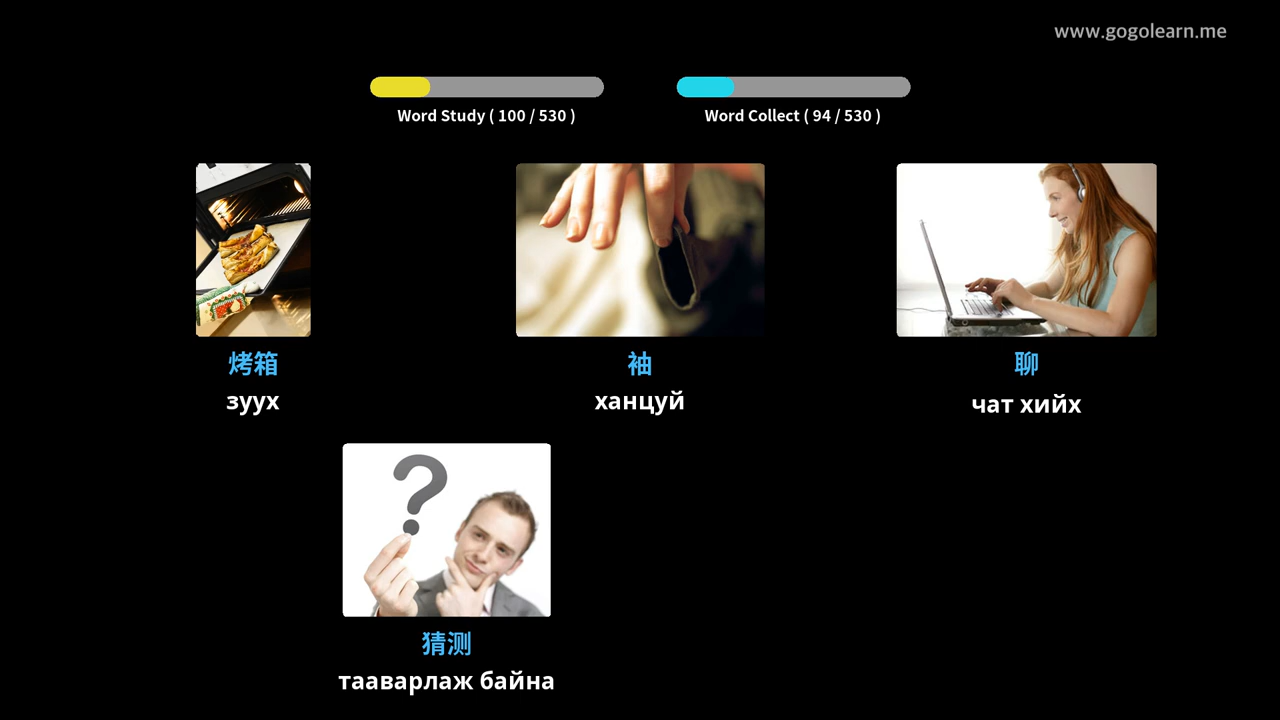 www.gogolearn.me
Word Study ( 100 / 530 )
Word Collect ( 94 / 530 )
烤箱
зуух
袖
ханцуй
聊
чат хийх
猜测
тааварлаж байна